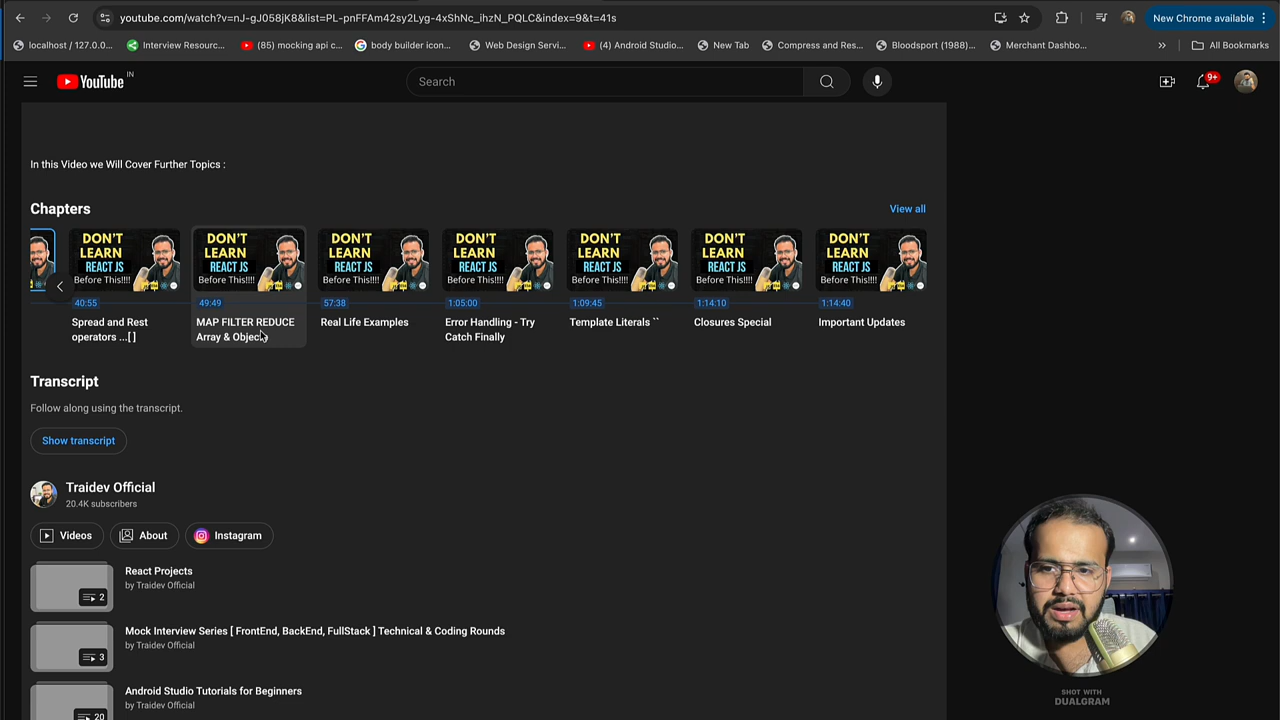 youtube.com/watch?v=nJ-gJ058jK8&list=PL-pnFFAm42sy2Lyg-4xShNc_ihzN_PQLC&index=9&t=41s
New Chrome available
localhost / 127.0.0...
Interview Resourc...
(85) mocking api c...
body builder icon...
Web Design Servi...
(4) Android Studio...
New Tab
Compress and Res...
Bloodsport (1988)...
Merchant Dashbo...
All Bookmarks
YouTube IN
Search
9+
In this Video we Will Cover Further Topics :
Chapters
View all
DON'T LEARN REACT JS Before This!!!!
DON'T LEARN REACT JS Before This!!!!
DON'T LEARN REACT JS Before This!!!!
DON'T LEARN REACT JS Before This!!!!
DON'T LEARN REACT JS Before This!!!!
DON'T LEARN REACT JS Before This!!!!
DON'T LEARN REACT JS Before This!!!!
40:55
49:49
57:38
1:05:00
1:09:45
1:14:10
1:14:40
Spread and Rest
operators ...[ ]
MAP FILTER REDUCE
Array & Objects
Real Life Examples
Error Handling - Try
Catch Finally
Template Literals ``
Closures Special
Important Updates
Transcript
Follow along using the transcript.
Show transcript
Traidev Official
20.4K subscribers
Videos
About
Instagram
2
React Projects
by Traidev Official
3
Mock Interview Series [ FrontEnd, BackEnd, FullStack ] Technical & Coding Rounds
by Traidev Official
20
Android Studio Tutorials for Beginners
by Traidev Official
SHOT WITH
DUALGRAM